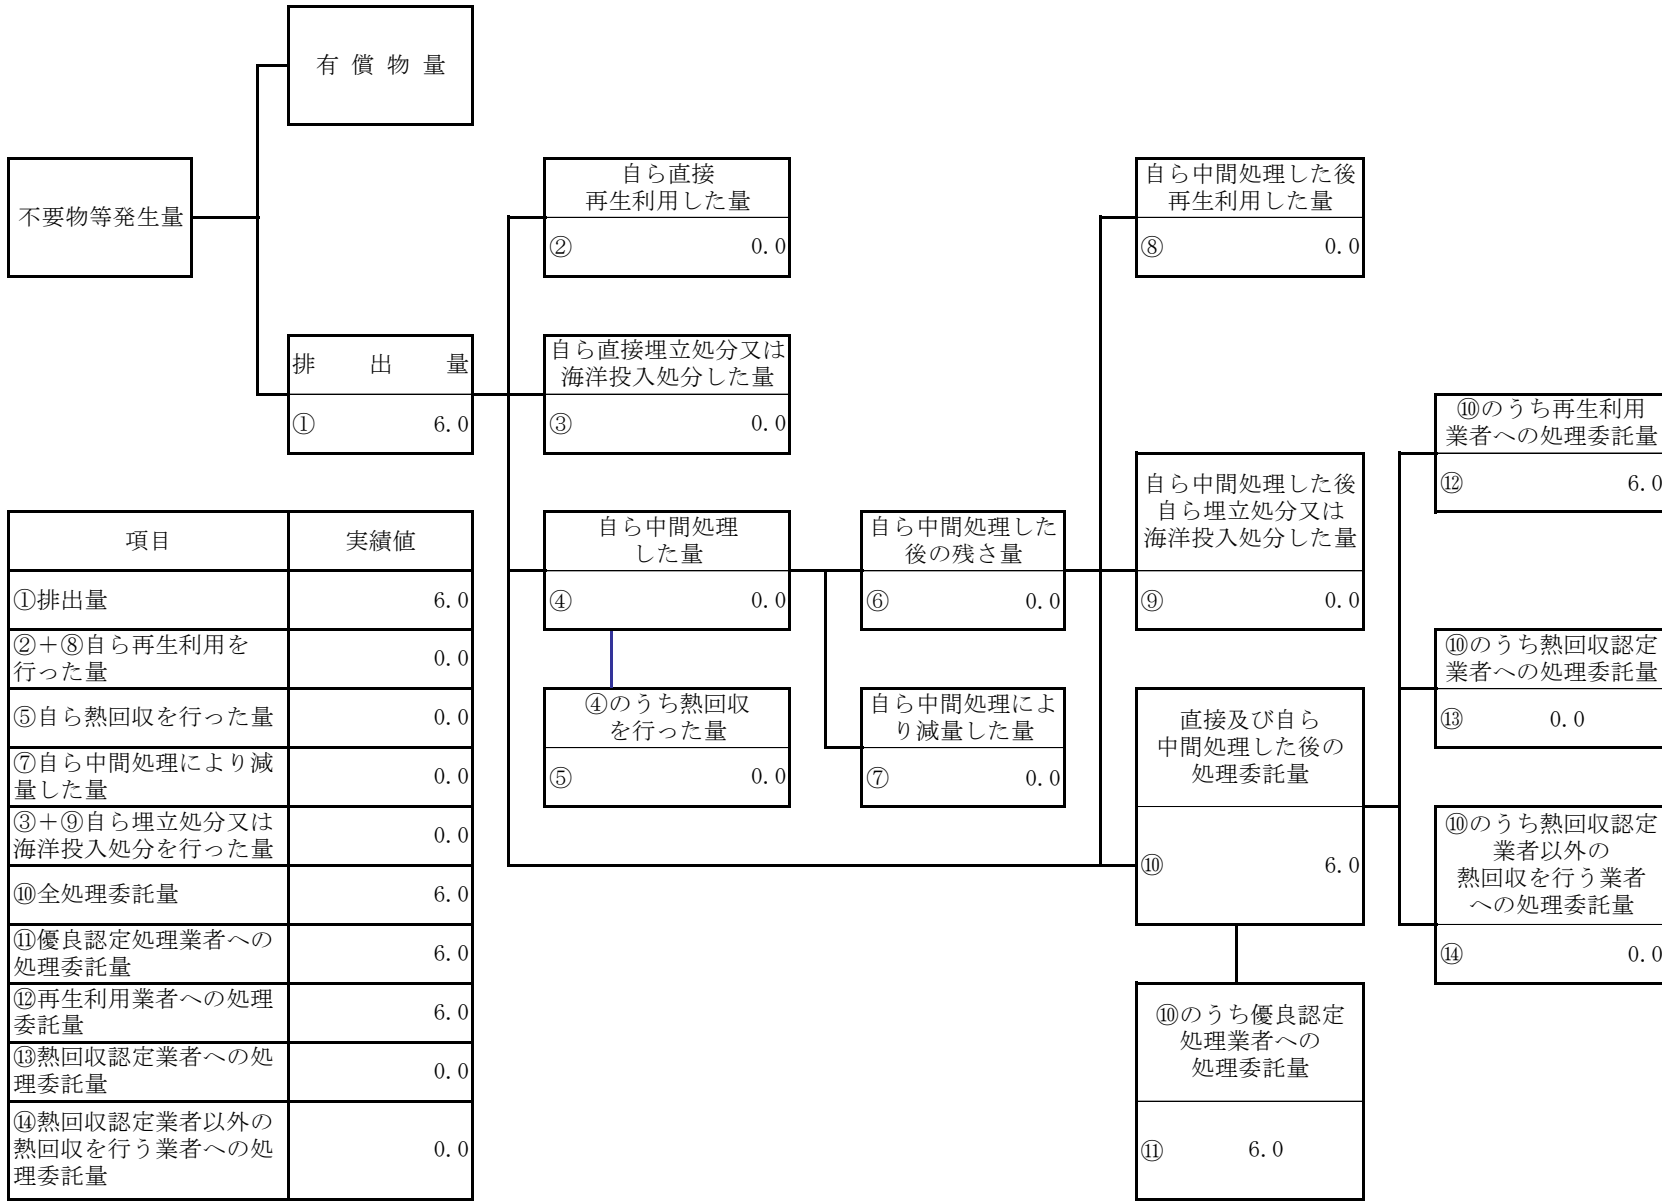 有償物量
不要物等発生量
自ら直接
再生利用した量
② 0.0
自ら中間処理した後
再生利用した量
⑧ 0.0
排出量
① 6.0
自ら直接埋立処分又は
海洋投入処分した量
③ 0.0
⑩のうち再生利用
業者への処理委託量
⑫ 6.0
自ら中間処理した後
自ら埋立処分又は
海洋投入処分した量
⑨ 0.0
自ら中間処理
した量
④ 0.0
自ら中間処理した
後の残さ量
⑥ 0.0
⑩のうち熱回収認定
業者への処理委託量
⑬ 0.0
④のうち熱回収
を行った量
⑤ 0.0
自ら中間処理によ
り減量した量
⑦ 0.0
直接及び自ら
中間処理した後の
処理委託量
⑩ 6.0
⑩のうち熱回収認定
業者以外の
熱回収を行う業者
への処理委託量
⑭ 0.0
⑩のうち優良認定
処理業者への
処理委託量
⑪ 6.0
項目 実績値
①排出量 6.0
②＋⑧自ら再生利用を
行った量 0.0
⑤自ら熱回収を行った量 0.0
⑦自ら中間処理により減
量した量 0.0
③＋⑨自ら埋立処分又は
海洋投入処分を行った量 0.0
⑩全処理委託量 6.0
⑪優良認定処理業者への
処理委託量 6.0
⑫再生利用業者への処理
委託量 6.0
⑬熱回収認定業者への処
理委託量 0.0
⑭熱回収認定業者以外の
熱回収を行う業者への処
理委託量 0.0